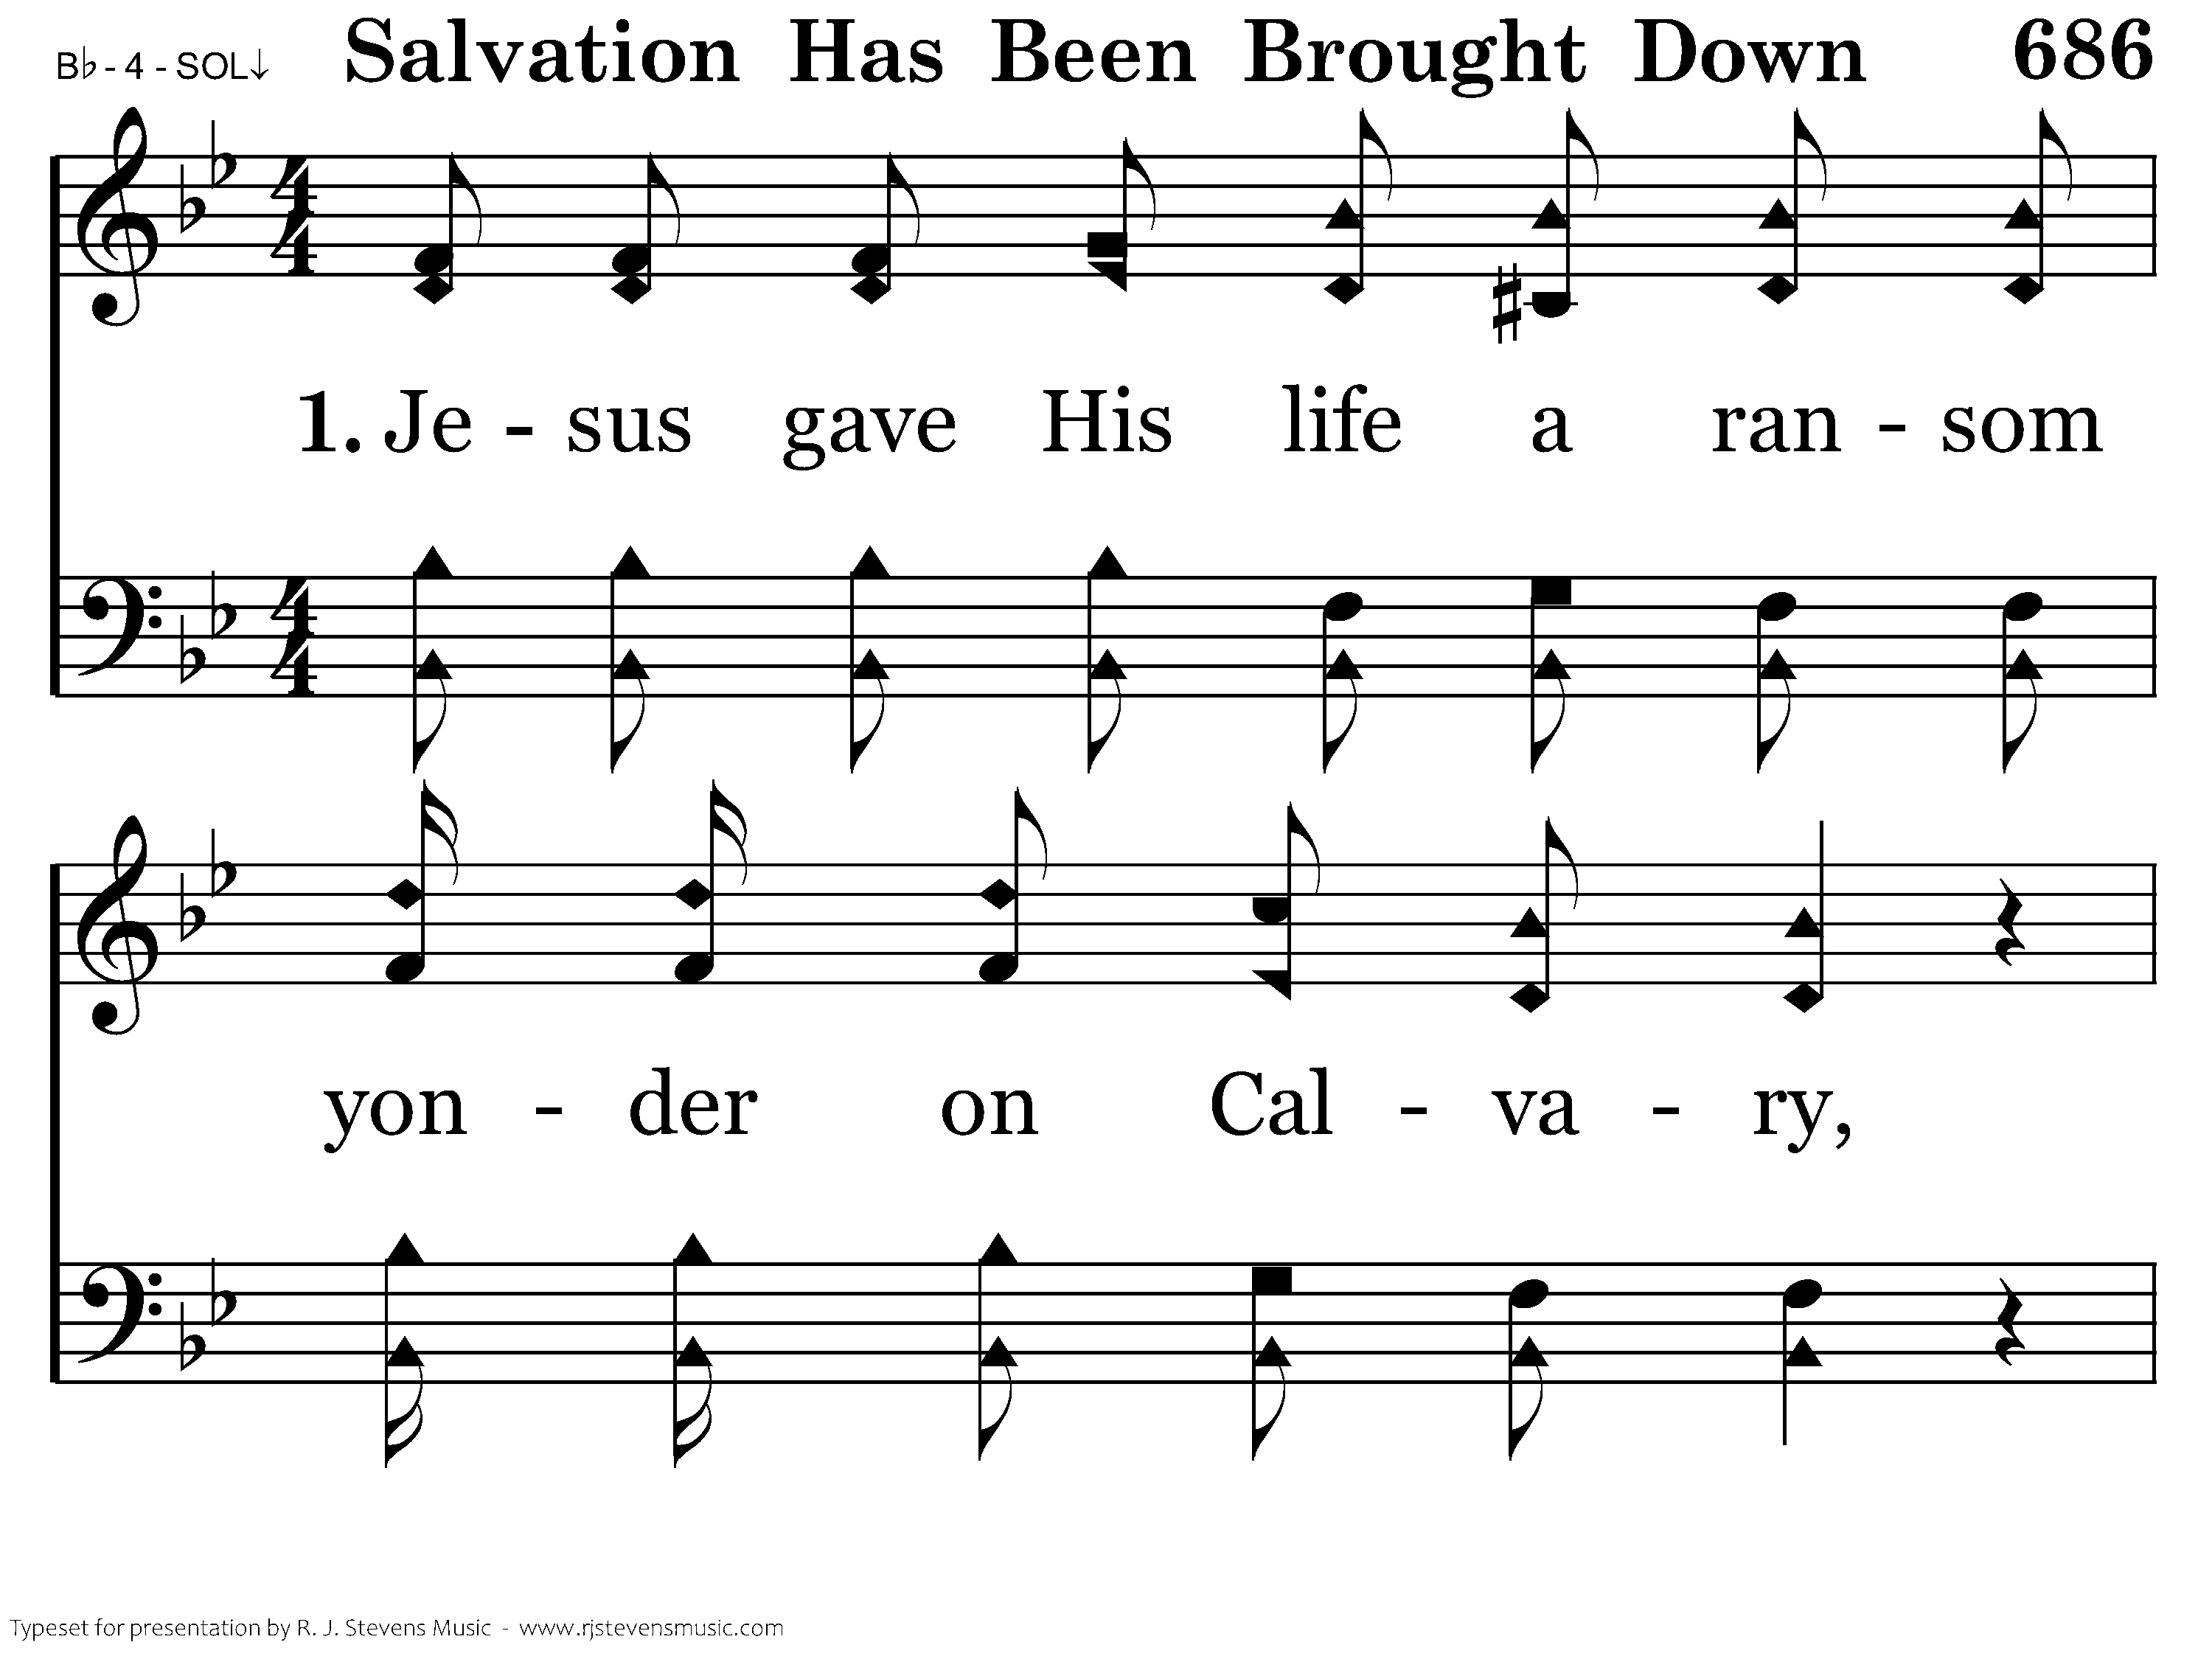 B♭ - 4 - SOL↓ Salvation Has Been Brought Down 686
1. Je - sus gave His life a ran - som
yon - der on Cal - va - ry,
Typeset for presentation by R. J. Stevens Music - www.rjstevensmusic.com